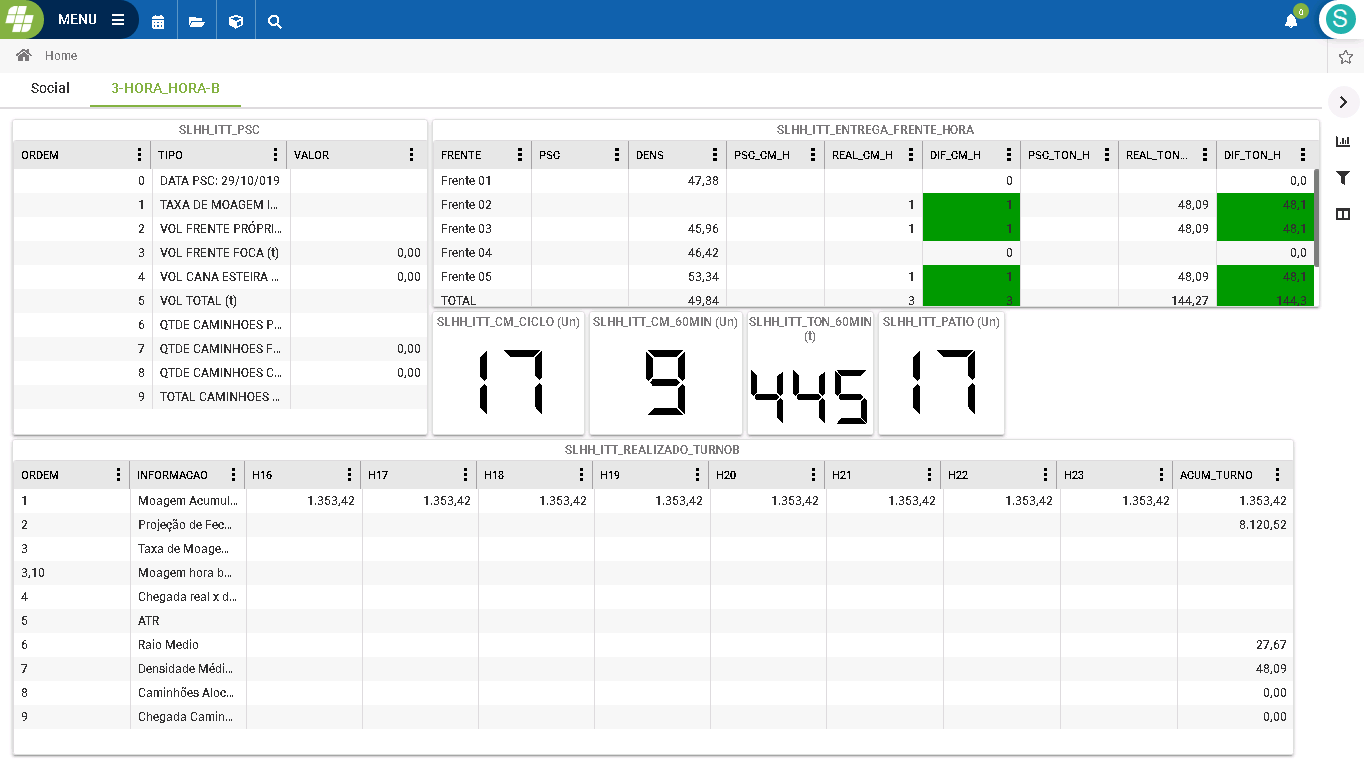 MENU
0
S
Home
Social 3-HORA_HORA-B
SLHH_ITT_PSC
ORDEM TIPO VALOR
0 DATA PSC: 29/10/019
1 TAXA DE MOAGEM I...
2 VOL FRENTE PRÓPRI...
3 VOL FRENTE FOCA (t) 0,00
4 VOL CANA ESTEIRA ... 0,00
5 VOL TOTAL (t)
6 QTDE CAMINHOES P...
7 QTDE CAMINHOES F... 0,00
8 QTDE CAMINHOES C... 0,00
9 TOTAL CAMINHOES ...
SLHH_ITT_ENTREGA_FRENTE_HORA
FRENTE PSC DENS PSC_CM_H REAL_CM_H DIF_CM_H PSC_TON_H REAL_TON... DIF_TON_H
Frente 01 47,38 0 0,0
Frente 02 1 1 48,09 48,1
Frente 03 45,96 1 1 48,09 48,1
Frente 04 46,42 0 0,0
Frente 05 53,34 1 1 48,09 48,1
TOTAL 49,84 3 3 144,27 144,3
SLHH_ITT_CM_CICLO (Un)
17
SLHH_ITT_CM_60MIN (Un)
9
SLHH_ITT_TON_60MIN
(t)
445
SLHH_ITT_PATIO (Un)
17
SLHH_ITT_REALIZADO_TURNOB
ORDEM INFORMACAO H16 H17 H18 H19 H20 H21 H22 H23 ACUM_TURNO
1 Moagem Acumul... 1.353,42 1.353,42 1.353,42 1.353,42 1.353,42 1.353,42 1.353,42 1.353,42 1.353,42
2 Projeção de Fec... 8.120,52
3 Taxa de Moage...
3,10 Moagem hora b...
4 Chegada real x d...
5 ATR
6 Raio Medio 27,67
7 Densidade Médi... 48,09
8 Caminhões Aloc... 0,00
9 Chegada Camin... 0,00